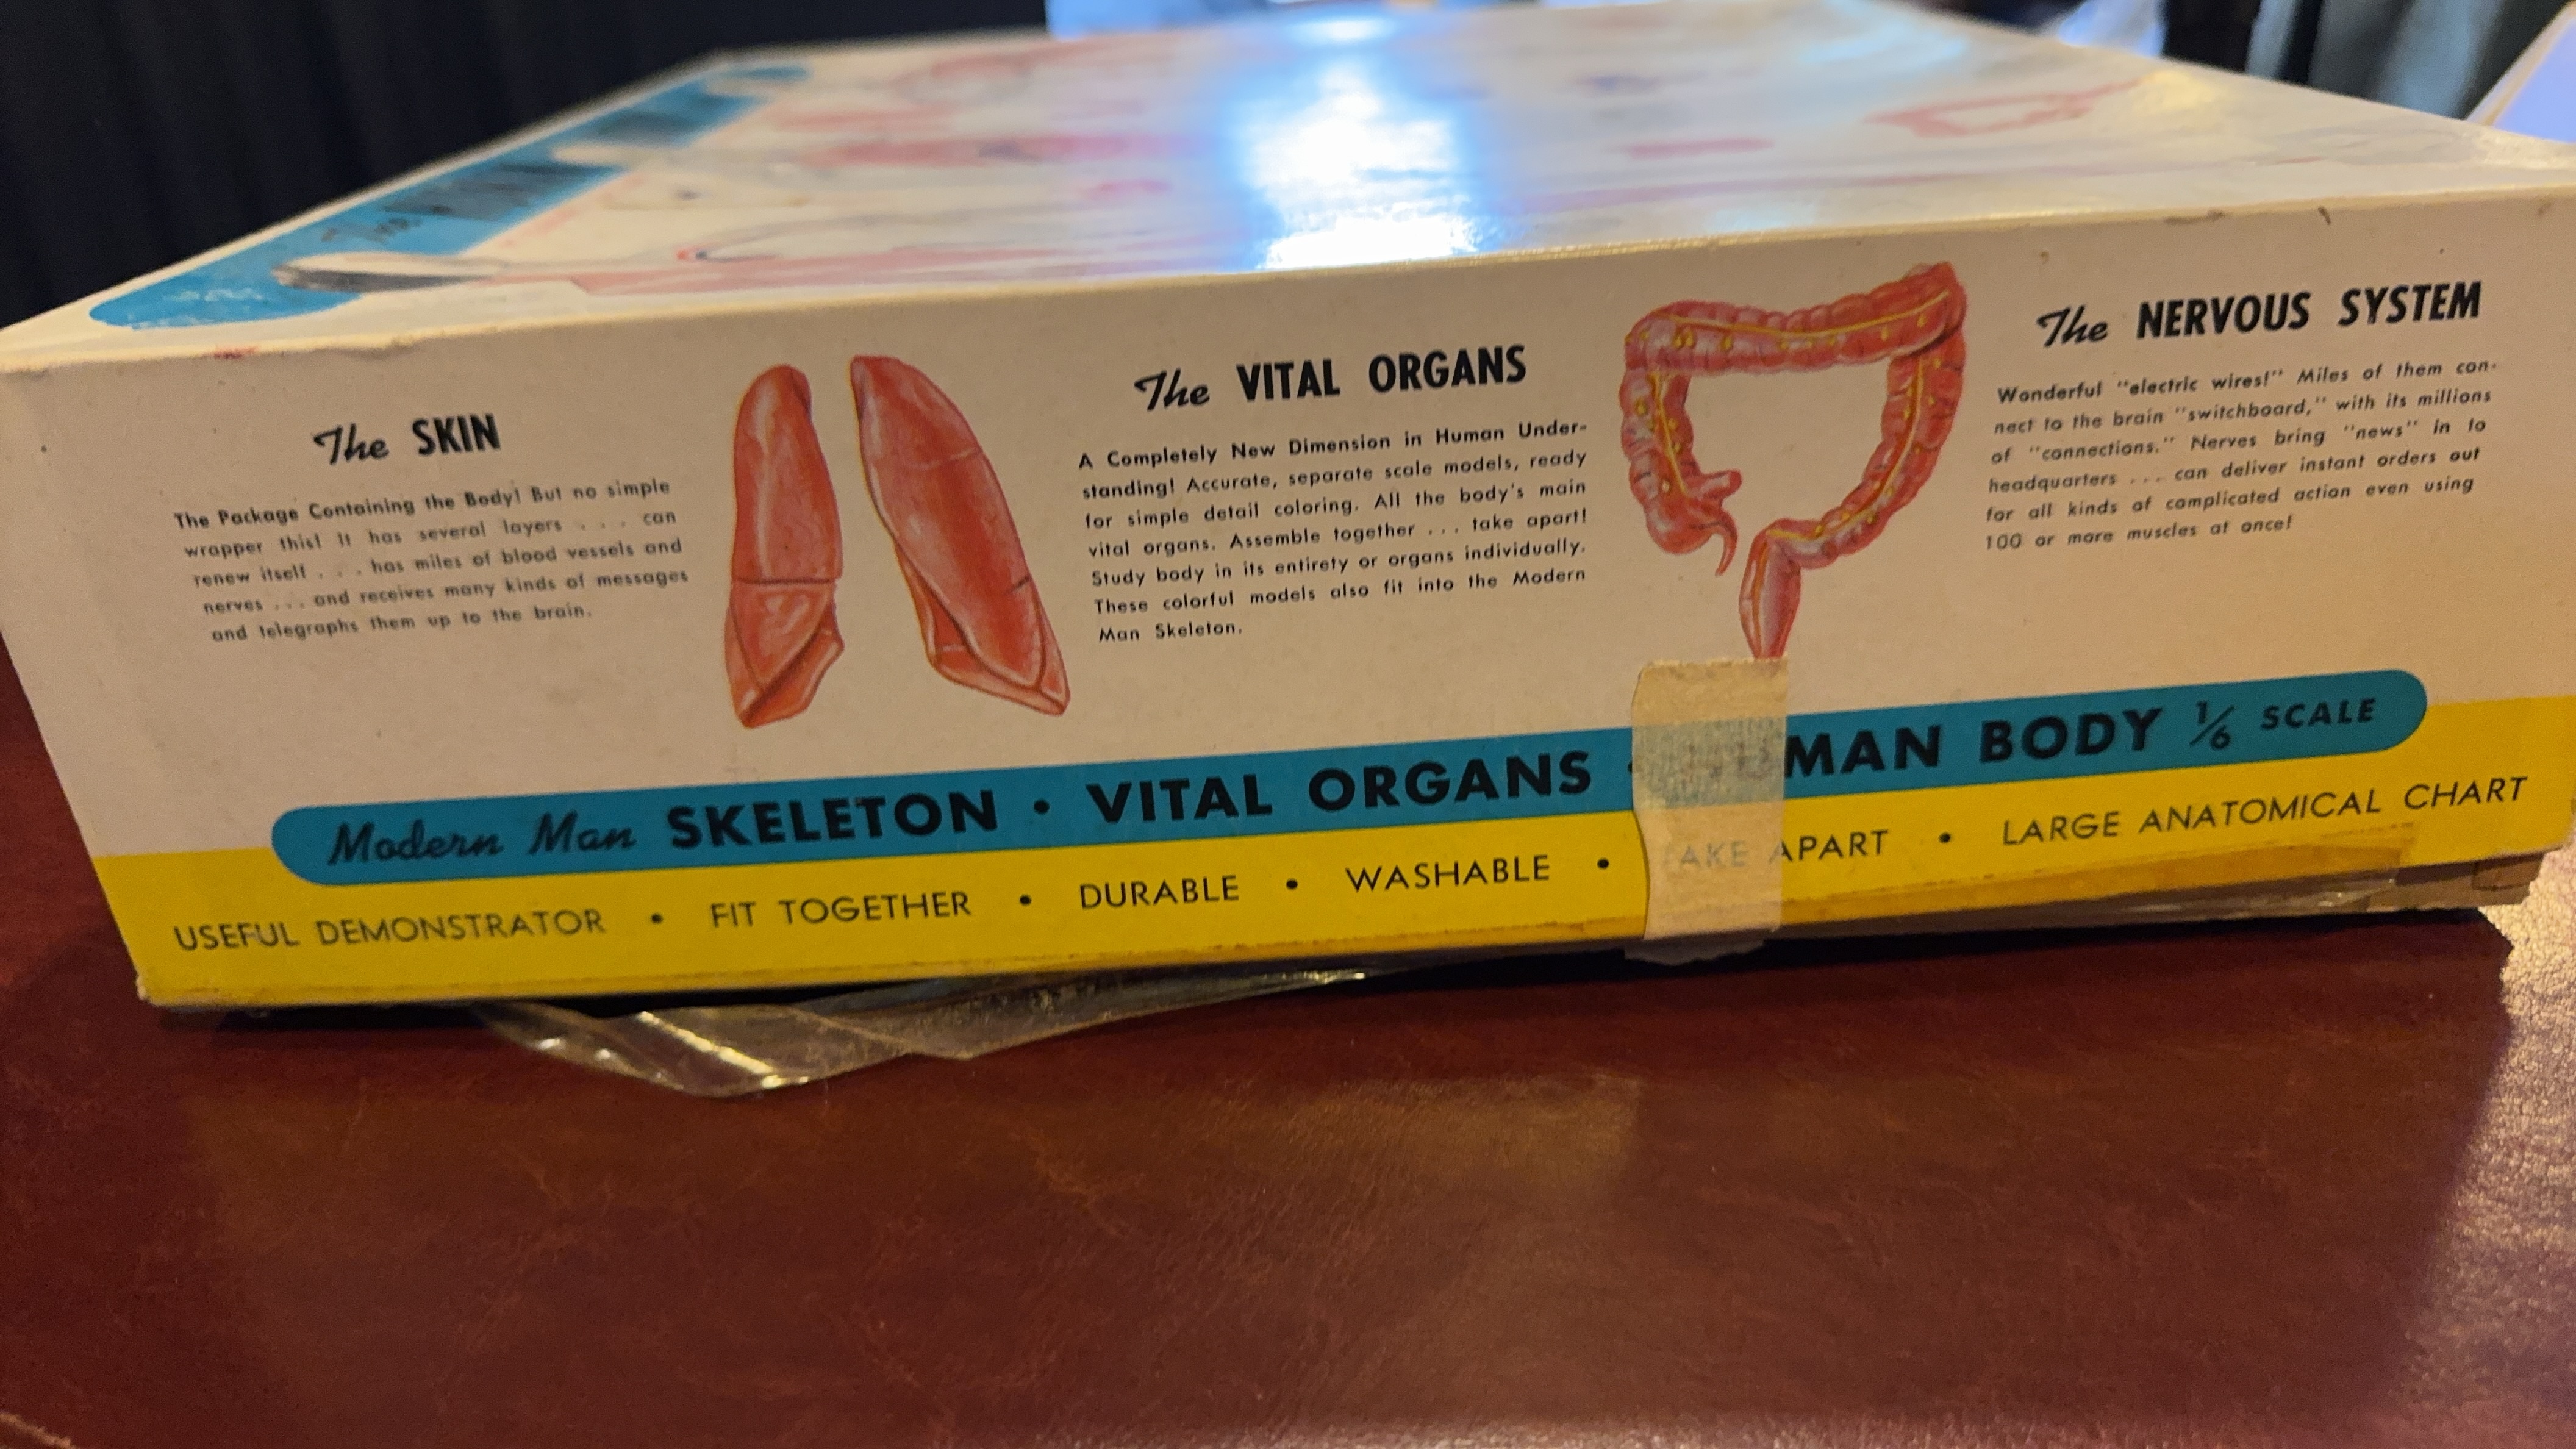 The SKIN
The Package Containing the Body! But no simple
wrapper this! It has several layers . . . can
renew itself . . . has miles of blood vessels and
nerves . . . and receives many kinds of messages
and telegraphs them up to the brain.
The VITAL ORGANS
A Completely New Dimension in Human Under-
standing! Accurate, separate scale models, ready
for simple detail coloring. All the body's main
vital organs. Assemble together . . . take apart!
Study body in its entirety or organs individually.
These colorful models also fit into the Modern
Man Skeleton.
The NERVOUS SYSTEM
Wonderful "electric wires!" Miles of them con-
nect to the brain "switchboard," with its millions
of "connections." Nerves bring "news" in to
headquarters . . . can deliver instant orders out
for all kinds of complicated action even using
100 or more muscles at once!
Modern Man SKELETON • VITAL ORGANS • MAN BODY 1/6 SCALE
USEFUL DEMONSTRATOR • FIT TOGETHER • DURABLE • WASHABLE • TAKE APART • LARGE ANATOMICAL CHART